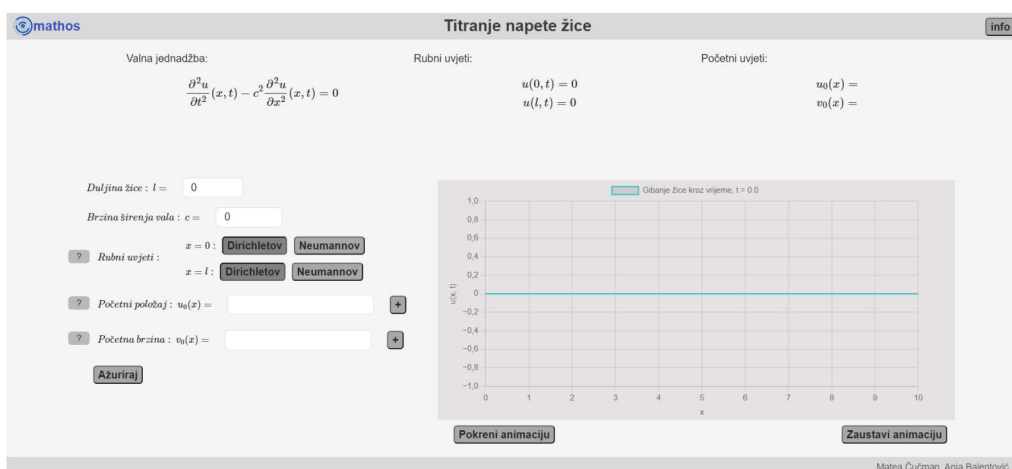 mathos
Titranje napete žice
info
Valna jednadžba:
Rubni uvjeti:
Početni uvjeti:
∂²u/∂t² (x, t) − c² ∂²u/∂x² (x, t) = 0
u(0, t) = 0
u(l, t) = 0
u₀(x) =
v₀(x) =
Duljina žice : l = 0
Brzina širenja vala : c = 0
? Rubni uvjeti :
x = 0 : Dirichletov Neumannov
x = l : Dirichletov Neumannov
? Početni položaj : u₀(x) = +
? Početna brzina : v₀(x) = +
Ažuriraj
Gibanje žice kroz vrijeme, t = 0.0
u(x, t)
1,0
0,8
0,6
0,4
0,2
0
−0,2
−0,4
−0,6
−0,8
−1,0
0 1 2 3 4 5 6 7 8 9 10
x
Pokreni animaciju
Zaustavi animaciju
Matea Čučman, Anja Balentović